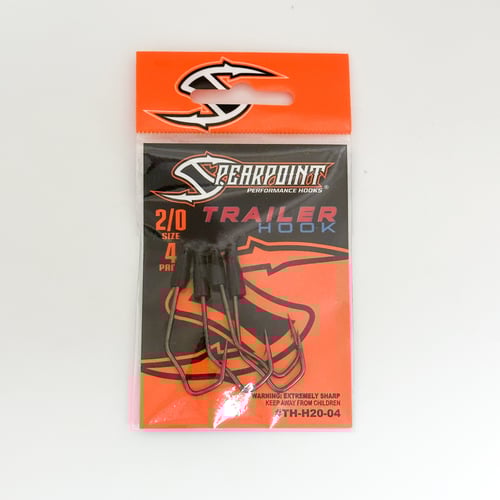 SPEARPOINT
PERFORMANCE HOOKS®
2/0
SIZE
TRAILER
HOOK
4
WARNING: EXTREMELY SHARP
KEEP AWAY FROM CHILDREN
#TH-H20-04